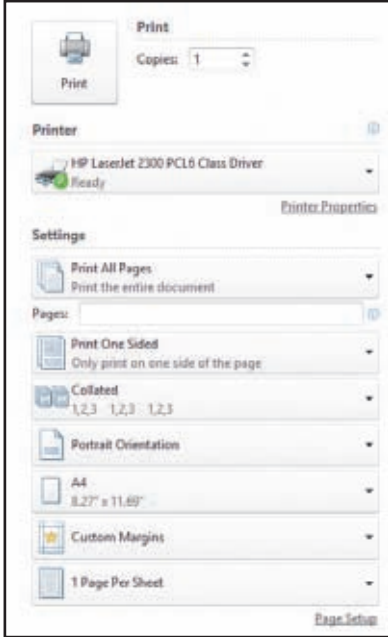 Print
Copies: 1
Print
Printer
HP LaserJet 2300 PCL6 Class Driver
Ready
Printer Properties
Settings
Print All Pages
Print the entire document
Pages:
Print One Sided
Only print on one side of the page
Collated
1,2,3 1,2,3 1,2,3
Portrait Orientation
A4
8.27" x 11.69"
Custom Margins
1 Page Per Sheet
Page Setup